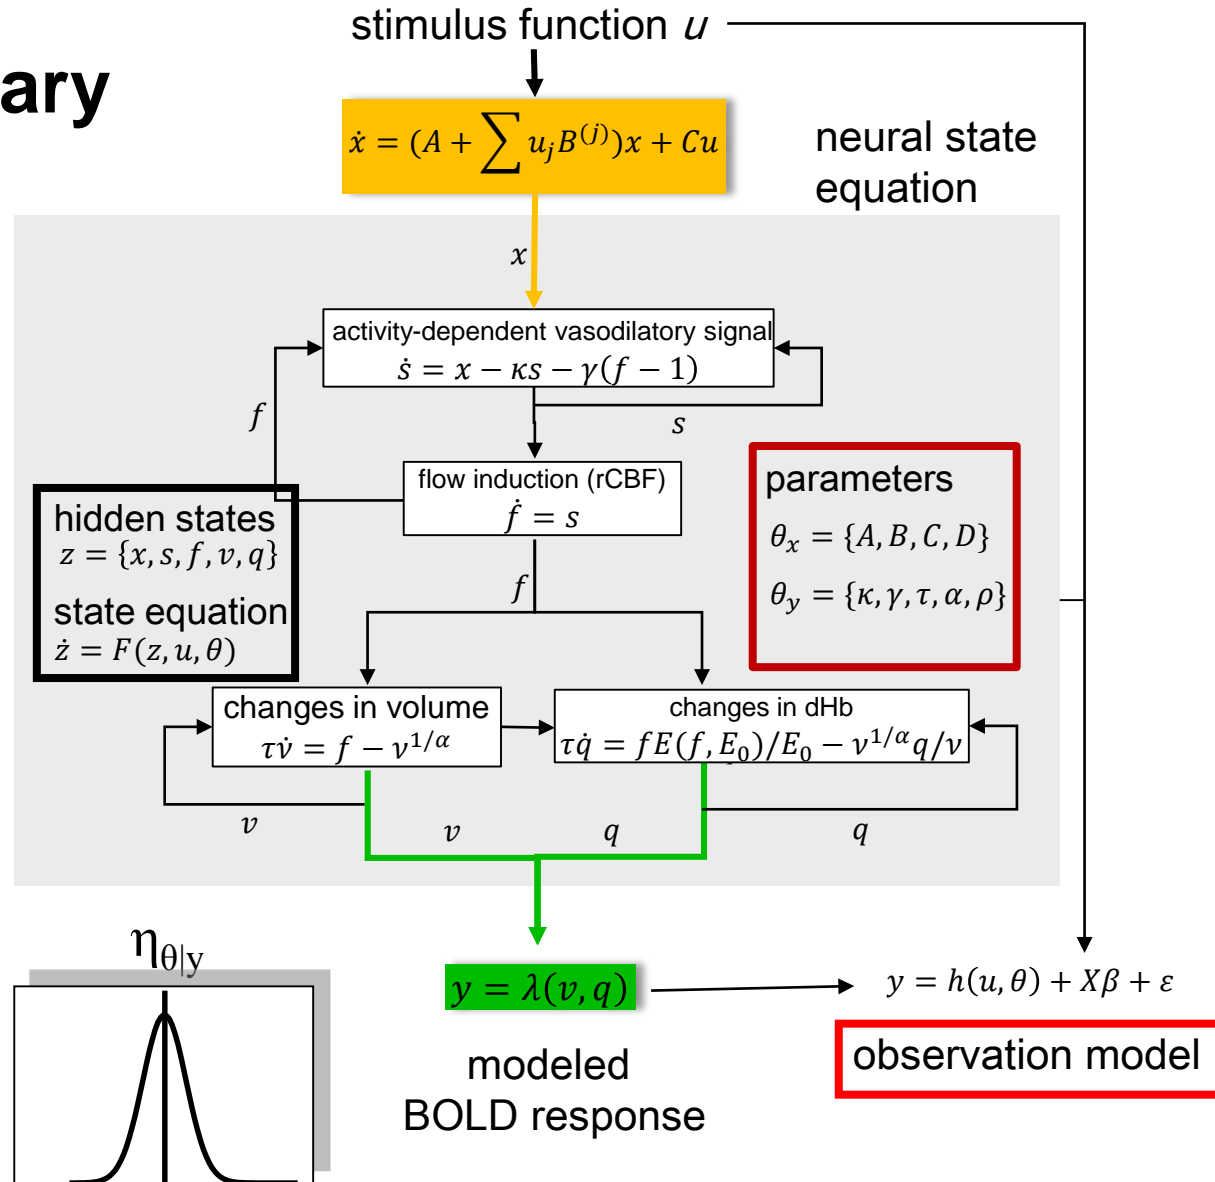 stimulus function u
ary
ẋ = (A + ∑ u_j B^(j))x + Cu
neural state
equation
x
activity-dependent vasodilatory signal
ṡ = x − κs − γ(f − 1)
f
s
flow induction (rCBF)
ḟ = s
hidden states
z = {x, s, f, v, q}
state equation
ż = F(z, u, θ)
parameters
θ_x = {A, B, C, D}
θ_y = {κ, γ, τ, α, ρ}
f
changes in volume
τv̇ = f − v^1/α
changes in dHb
τq̇ = fE(f, E_0)/E_0 − v^1/α q/v
v
v
q
q
η_θ|y
y = λ(v, q)
y = h(u, θ) + Xβ + ε
modeled
BOLD response
observation model